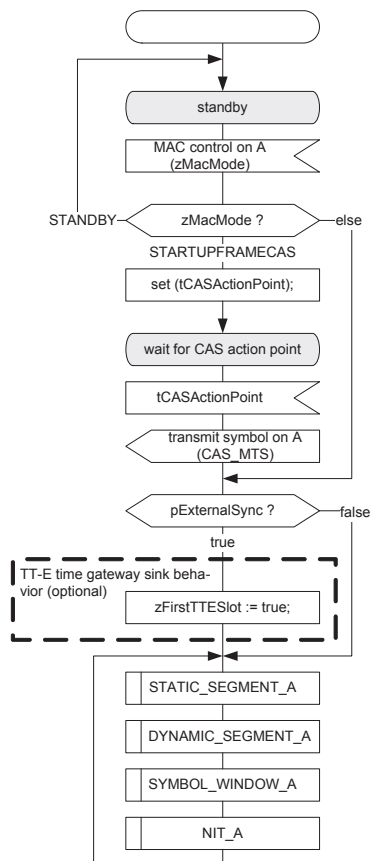 standby
MAC control on A
(zMacMode)
STANDBY
zMacMode ?
else
STARTUPFRAMECAS
set (tCASActionPoint);
wait for CAS action point
tCASActionPoint
transmit symbol on A
(CAS_MTS)
pExternalSync ?
false
true
TT-E time gateway sink beha-
vior (optional)
zFirstTTESlot := true;
STATIC_SEGMENT_A
DYNAMIC_SEGMENT_A
SYMBOL_WINDOW_A
NIT_A